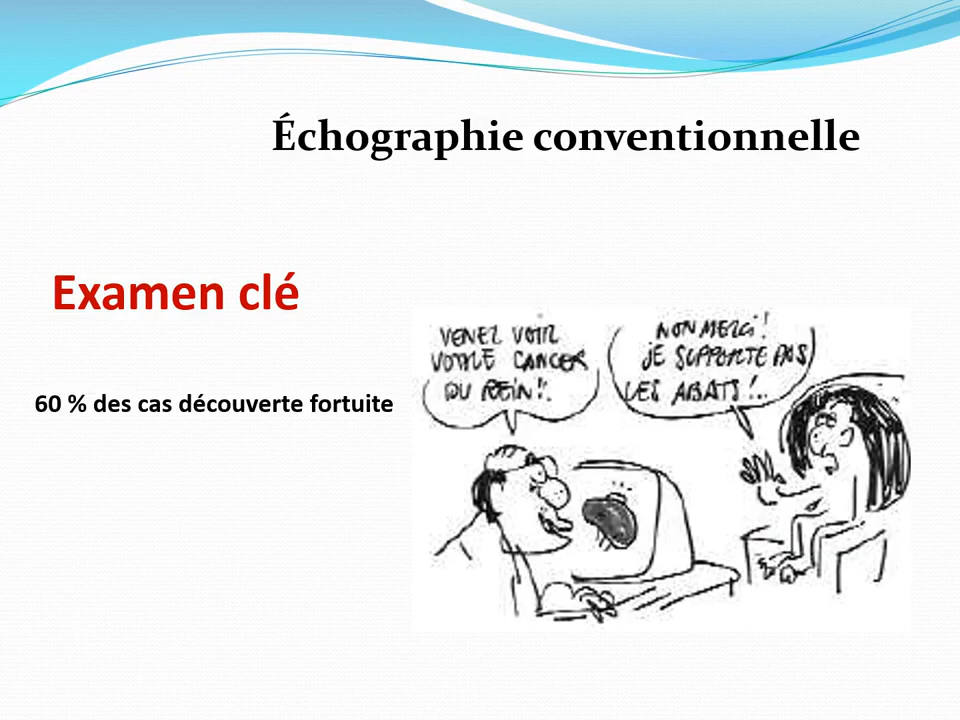 Échographie conventionnelle
Examen clé
60 % des cas découverte fortuite
VENEZ VOIR
VOTRE CANCER
DU REIN !!
NON MERCI !
JE SUPPORTE PAS
LES ABATS !...